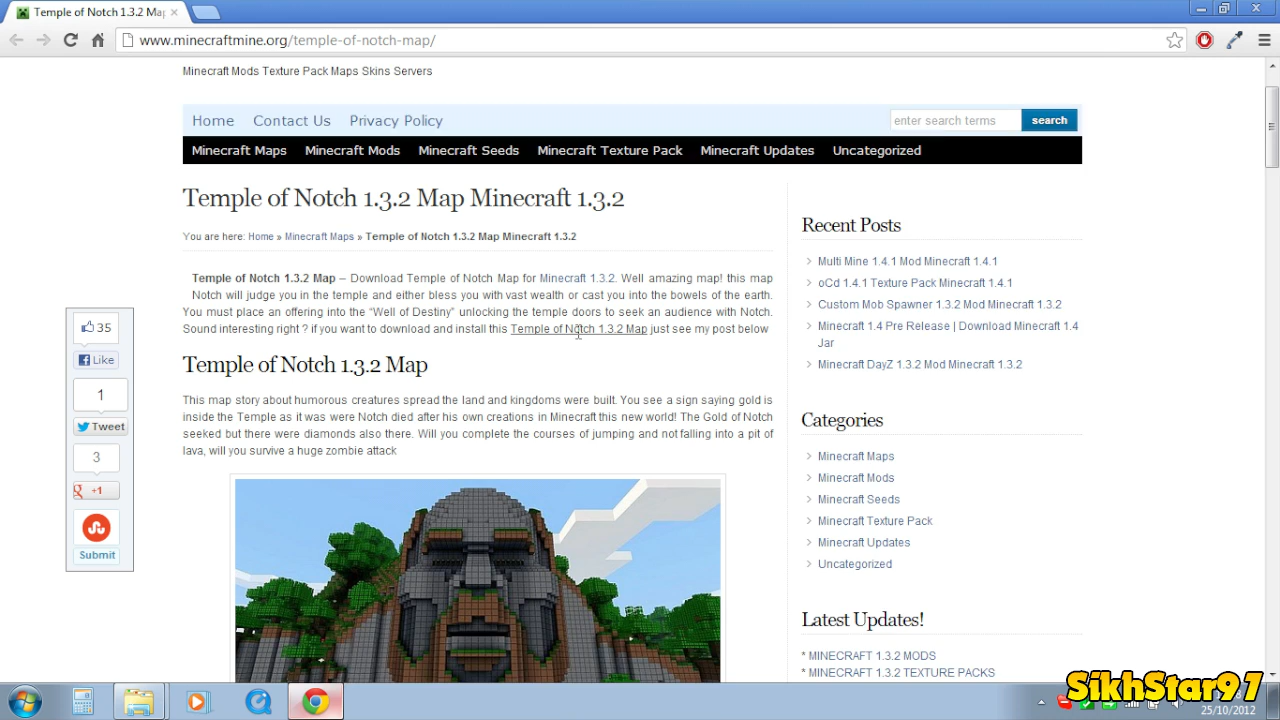 Temple of Notch 1.3.2 Map
www.minecraftmine.org/temple-of-notch-map/
Minecraft Mods Texture Pack Maps Skins Servers
Home Contact Us Privacy Policy
enter search terms search
Minecraft Maps Minecraft Mods Minecraft Seeds Minecraft Texture Pack Minecraft Updates Uncategorized
Temple of Notch 1.3.2 Map Minecraft 1.3.2
You are here: Home » Minecraft Maps » Temple of Notch 1.3.2 Map Minecraft 1.3.2
Temple of Notch 1.3.2 Map – Download Temple of Notch Map for Minecraft 1.3.2. Well amazing map! this map
Notch will judge you in the temple and either bless you with vast wealth or cast you into the bowels of the earth.
You must place an offering into the “Well of Destiny” unlocking the temple doors to seek an audience with Notch.
Sound interesting right ? if you want to download and install this Temple of Notch 1.3.2 Map just see my post below
Temple of Notch 1.3.2 Map
This map story about humorous creatures spread the land and kingdoms were built. You see a sign saying gold is
inside the Temple as it was were Notch died after his own creations in Minecraft this new world! The Gold of Notch
seeked but there were diamonds also there. Will you complete the courses of jumping and not falling into a pit of
lava, will you survive a huge zombie attack
35
Like
1
Tweet
3
+1
Submit
Recent Posts
Multi Mine 1.4.1 Mod Minecraft 1.4.1
oCd 1.4.1 Texture Pack Minecraft 1.4.1
Custom Mob Spawner 1.3.2 Mod Minecraft 1.3.2
Minecraft 1.4 Pre Release | Download Minecraft 1.4
Jar
Minecraft DayZ 1.3.2 Mod Minecraft 1.3.2
Categories
Minecraft Maps
Minecraft Mods
Minecraft Seeds
Minecraft Texture Pack
Minecraft Updates
Uncategorized
Latest Updates!
* MINECRAFT 1.3.2 MODS
* MINECRAFT 1.3.2 TEXTURE PACKS
SikhStar97
25/10/2012